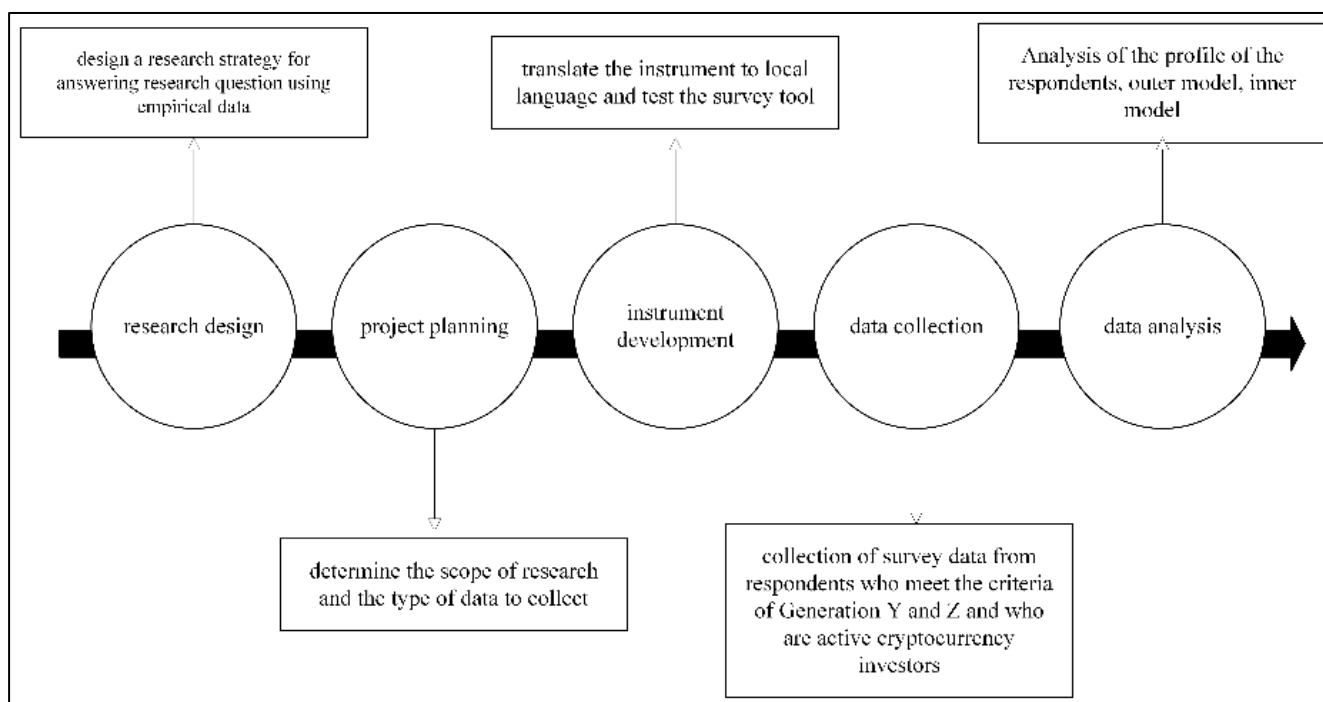 design a research strategy for
answering research question using
empirical data
translate the instrument to local
language and test the survey tool
Analysis of the profile of the
respondents, outer model, inner
model
research design
project planning
instrument
development
data collection
data analysis
determine the scope of research
and the type of data to collect
collection of survey data from
respondents who meet the criteria
of Generation Y and Z and who
are active cryptocurrency
investors